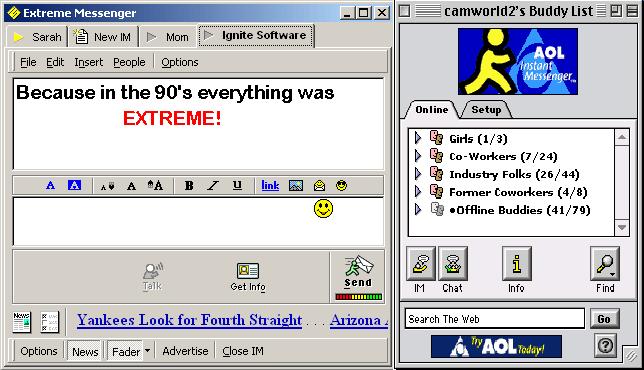 Extreme Messenger
Sarah
New IM
Mom
Ignite Software
File Edit Insert People Options
Because in the 90's everything was
EXTREME!
A A A A A B I U link
Talk
Get Info
Send
News
Yankees Look for Fourth Straight . . . Arizona
Options News Fader Advertise Close IM
camworld2's Buddy List
AOL
Instant
Messenger
Online Setup
Girls (1/3)
Co-Workers (7/24)
Industry Folks (26/44)
Former Coworkers (4/8)
•Offline Buddies (41/79)
IM Chat Info Find
Search The Web Go
Try AOL Today!
?